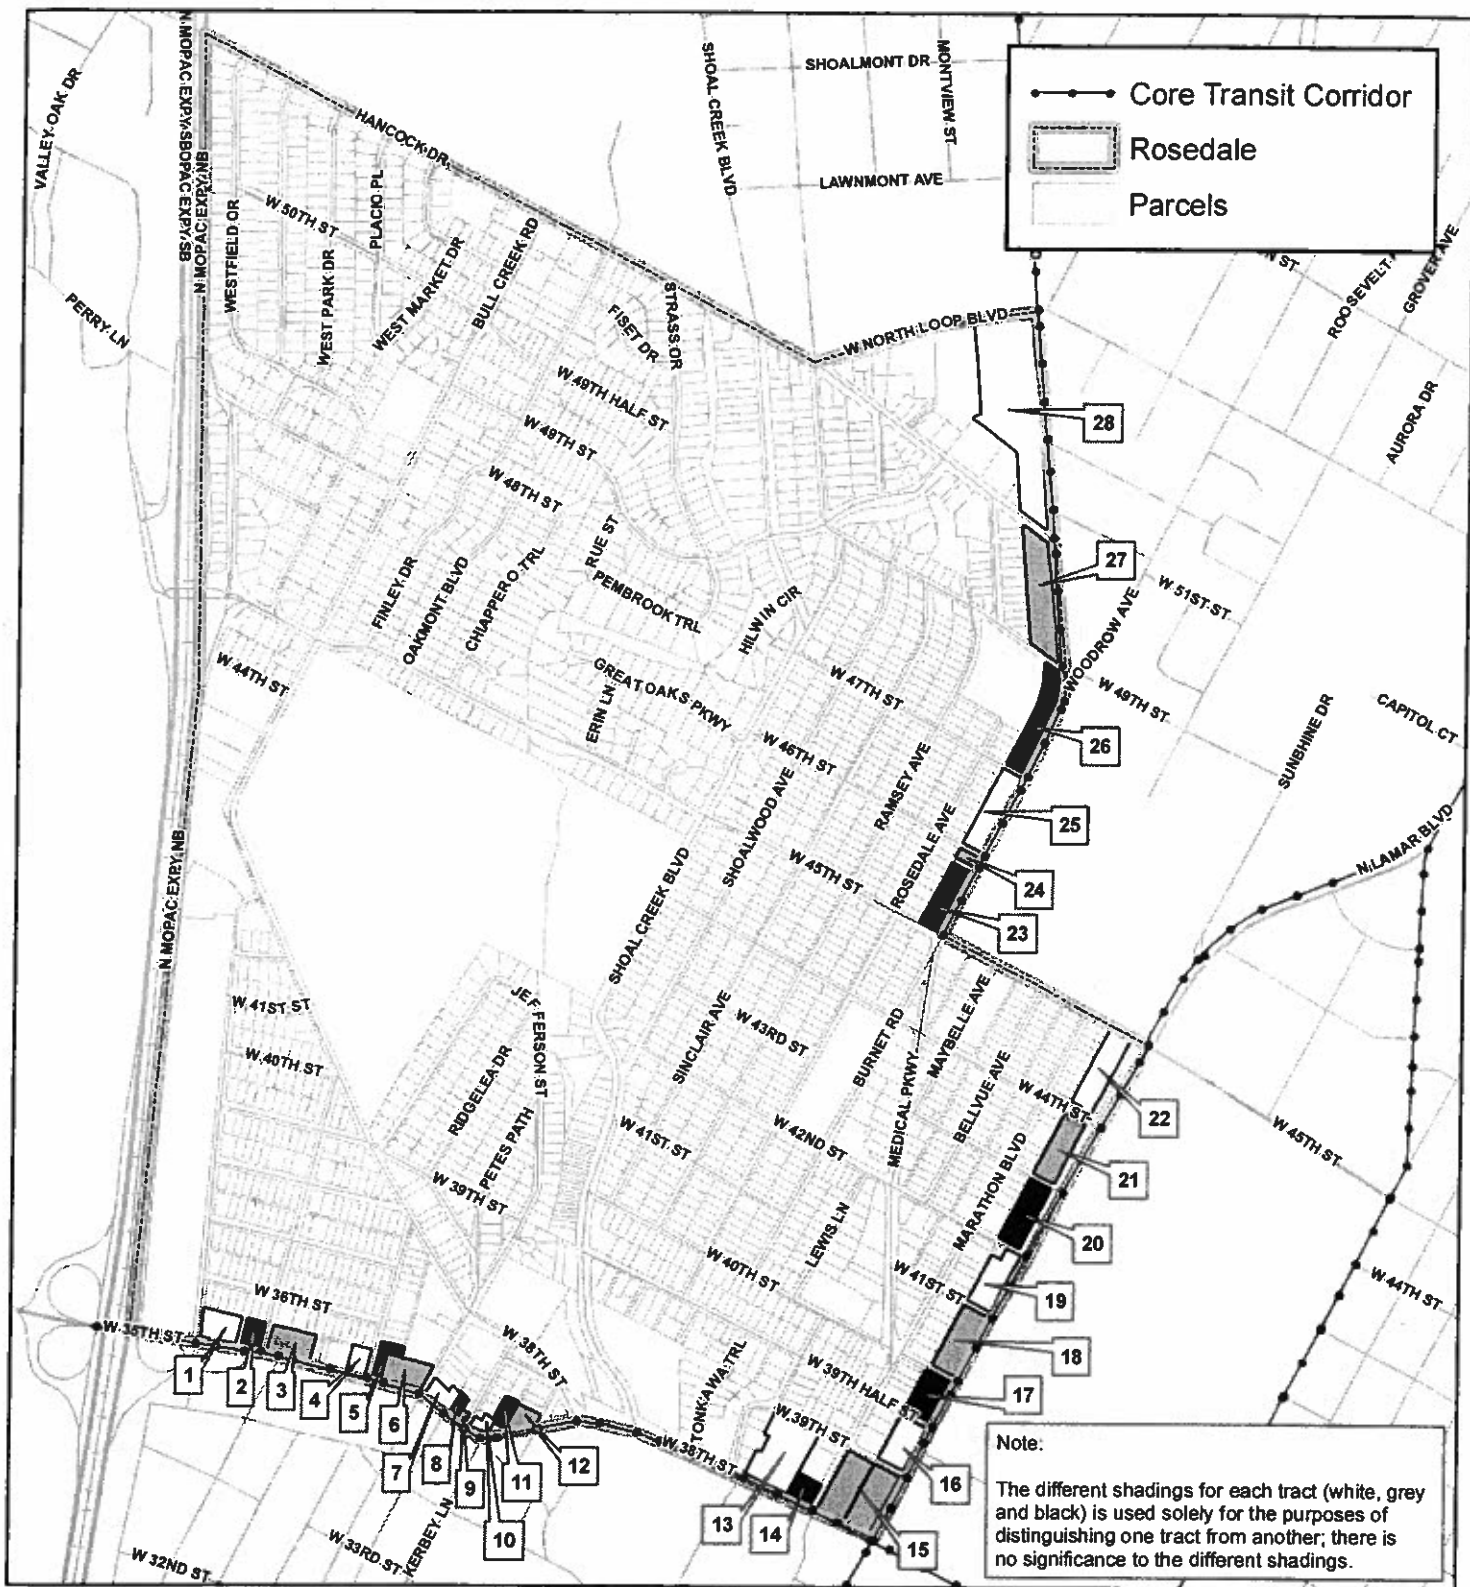 Core Transit Corridor
Rosedale
Parcels
N MOPAC EXPY SB
OPAC EXPY SB
N MOPAC EXPY NB
VALLEY OAK DR
SHOAL CREEK BLVD
SHOALMONT DR
MONTVIEW ST
LAWNMONT AVE
HANCOCK DR
W 50TH ST
PLACIO PL
WESTFIELD DR
WEST PARK DR
WEST MARKET DR
BULL CREEK RD
PERRY LN
FISET DR
STRASS DR
W NORTH LOOP BLVD
N ST
ROOSEVELT
GROVER AVE
AURORA DR
W 49TH HALF ST
W 49TH ST
W 48TH ST
28
FINLEY DR
OAKMONT BLVD
CHIAPPERO TRL
RUE ST
PEMBROOK TRL
HILWIN CIR
27
W 51ST ST
WOODROW AVE
W 49TH ST
W 44TH ST
GREAT OAKS PKWY
ERIN LN
W 47TH ST
W 46TH ST
26
SUNSHINE DR
CAPITOL CT
SHOALWOOD AVE
RAMSEY AVE
ROSEDALE AVE
25
N LAMAR BLVD
W 45TH ST
24
23
N MOPAC EXPY NB
SHOAL CREEK BLVD
W 41ST ST
W 40TH ST
JEFFERSON ST
RIDGELEA DR
PETES PATH
SINCLAIR AVE
W 43RD ST
BURNET RD
MEDICAL PKWY
MAYBELLE AVE
BELLVUE AVE
W 44TH ST
22
W 45TH ST
W 41ST ST
W 42ND ST
MARATHON BLVD
21
20
W 39TH ST
LEWIS LN
W 40TH ST
W 41ST ST
19
W 44TH ST
W 36TH ST
W 35TH ST
W 38TH ST
TONKAWA TRL
W 39TH HALF ST
18
17
W 39TH ST
W 38TH ST
1
2
3
4
5
6
7
8
9
10
11
12
13
14
15
16
KERBEY LN
W 33RD ST
W 32ND ST
Note:
The different shadings for each tract (white, grey
and black) is used solely for the purposes of
distinguishing one tract from another; there is
no significance to the different shadings.